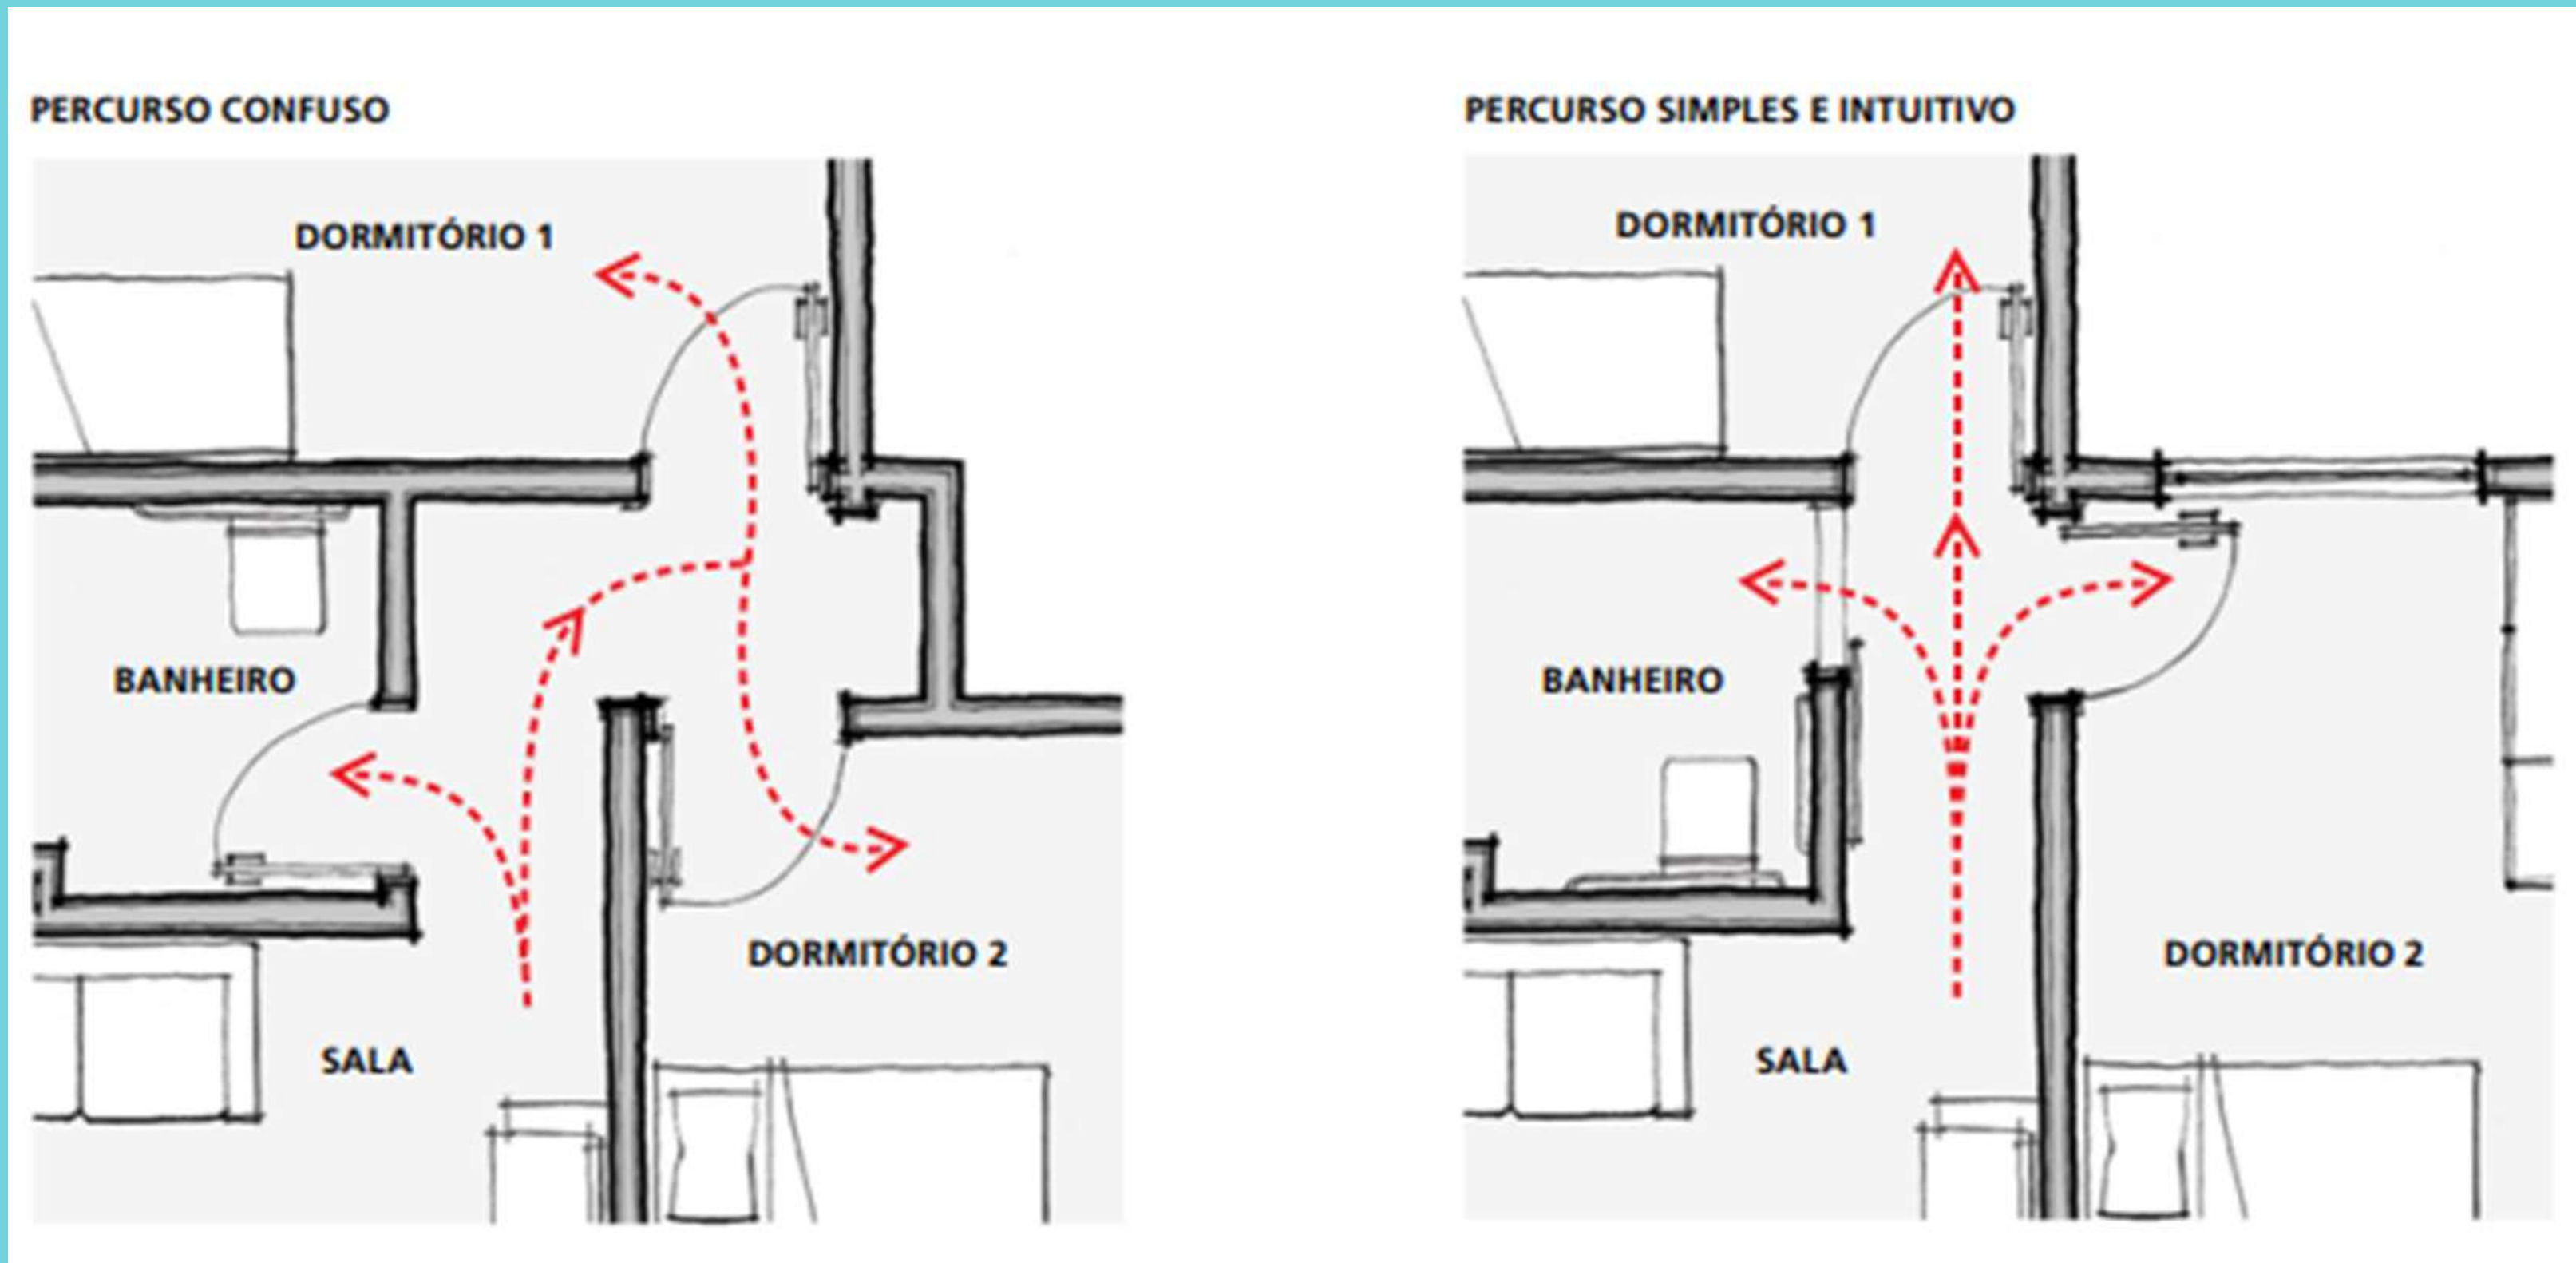 PERCURSO CONFUSO
DORMITÓRIO 1
BANHEIRO
DORMITÓRIO 2
SALA
PERCURSO SIMPLES E INTUITIVO
DORMITÓRIO 1
BANHEIRO
DORMITÓRIO 2
SALA